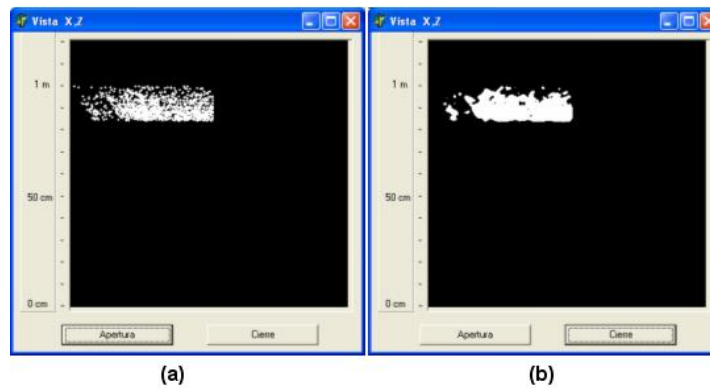 Vista X,Z
1 m
50 cm
0 cm
Apertura
Cierre
(a)
Vista X,Z
1 m
50 cm
0 cm
Apertura
Cierre
(b)